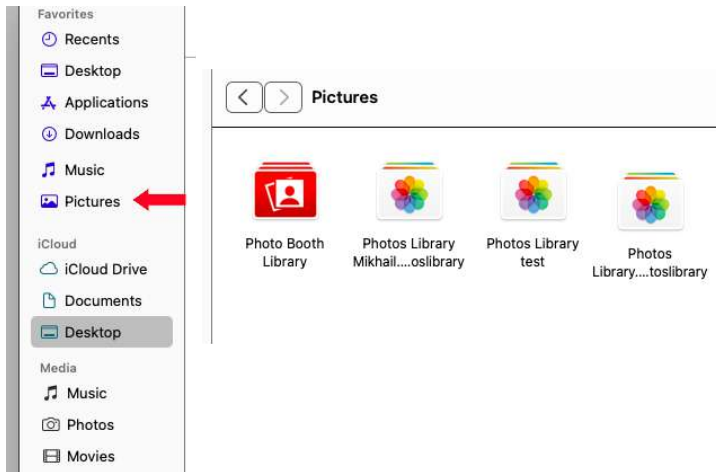 Favorites
Recents
Desktop
Applications
Downloads
Music
Pictures
iCloud
iCloud Drive
Documents
Desktop
Media
Music
Photos
Movies
Pictures
Photo Booth
Library
Photos Library
Mikhail....oslibrary
Photos Library
test
Photos
Library....toslibrary